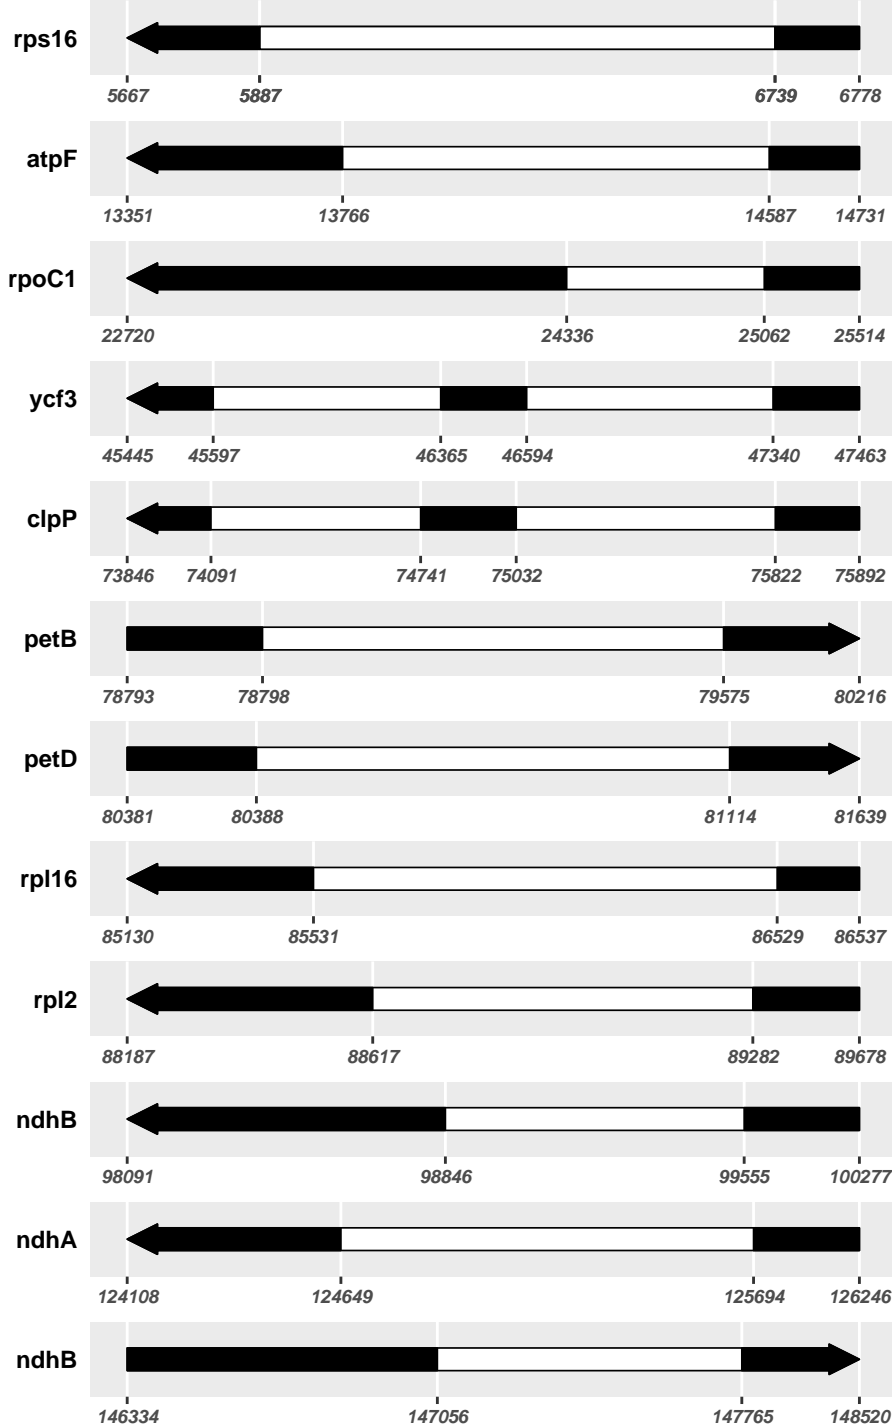 rps16
5667 5887 6739 6778
atpF
13351 13766 14587 14731
rpoC1
22720 24336 25062 25514
ycf3
45445 45597 46365 46594 47340 47463
clpP
73846 74091 74741 75032 75822 75892
petB
78793 78798 79575 80216
petD
80381 80388 81114 81639
rpl16
85130 85531 86529 86537
rpl2
88187 88617 89282 89678
ndhB
98091 98846 99555 100277
ndhA
124108 124649 125694 126246
ndhB
146334 147056 147765 148520